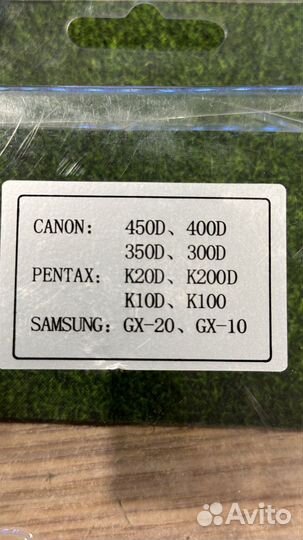 CANON: 450D、400D
350D、300D
PENTAX: K20D、K200D
K10D、K100
SAMSUNG: GX-20、GX-10
Avito